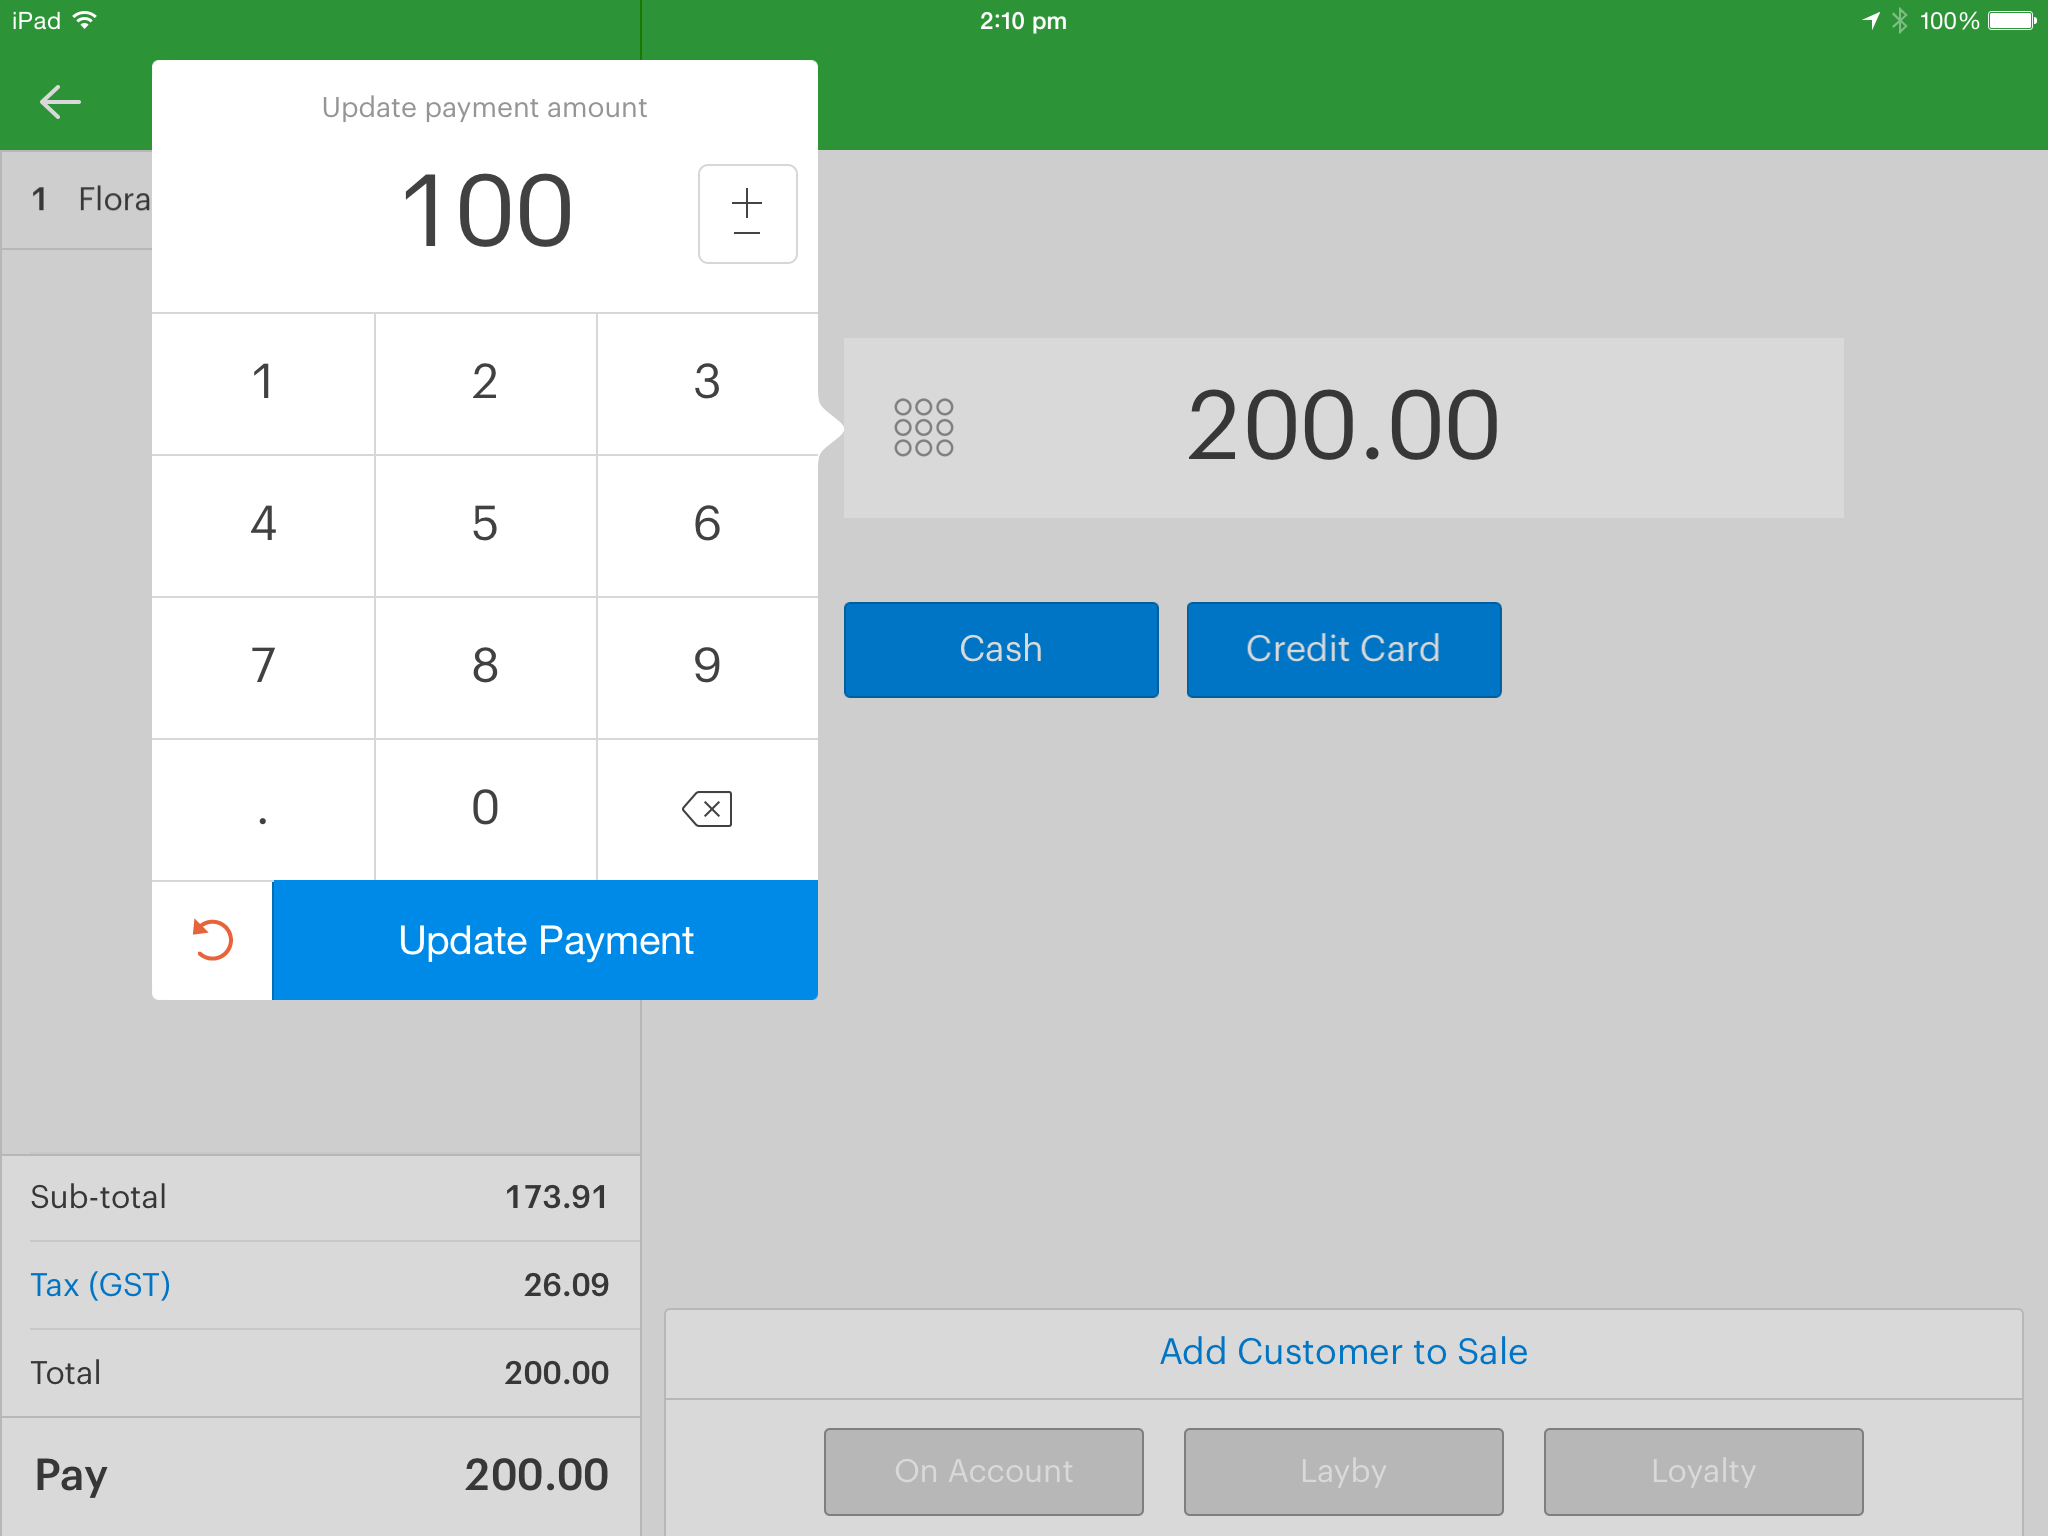 iPad
2:10 pm
100%
Update payment amount
100
+
−
1 Flora
1 2 3
4 5 6
7 8 9
. 0
Update Payment
200.00
Cash Credit Card
Sub-total 173.91
Tax (GST) 26.09
Total 200.00
Pay 200.00
Add Customer to Sale
On Account Layby Loyalty